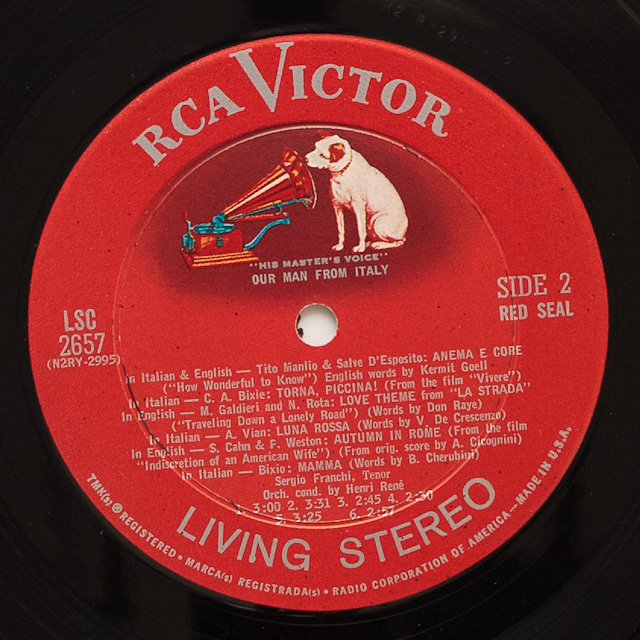 RCA VICTOR
"HIS MASTER'S VOICE"
OUR MAN FROM ITALY
SIDE 2
RED SEAL
LSC
2657
(N2RY-2995)
In Italian & English — Tito Manlio & Salve D'Esposito: ANEMA E CORE
("How Wonderful to Know") English words by Kermit Goell
In Italian — C. A. Bixie: TORNA, PICCINA! (From the film "Vivere")
In English — M. Galdieri and N. Rota: LOVE THEME from "LA STRADA"
("Traveling Down a Lonely Road") (Words by Don Raye)
In Italian — A. Vian: LUNA ROSSA (Words by V. De Crescenzo)
In English — S. Cahn & F. Weston: AUTUMN IN ROME (From the film
"Indiscretion of an American Wife") (From orig. score by A. Cicognini)
In Italian — Bixio: MAMMA (Words by B. Cherubini)
Sergio Franchi, Tenor
Orch. cond. by Henri René
1. 3:00 2. 3:31 3. 2:45 4. 2:30
5. 3:25 6. 2:57
LIVING STEREO
TMK(s) ® REGISTERED • MARCA(s) REGISTRADA(s) • RADIO CORPORATION OF AMERICA—MADE IN U.S.A.